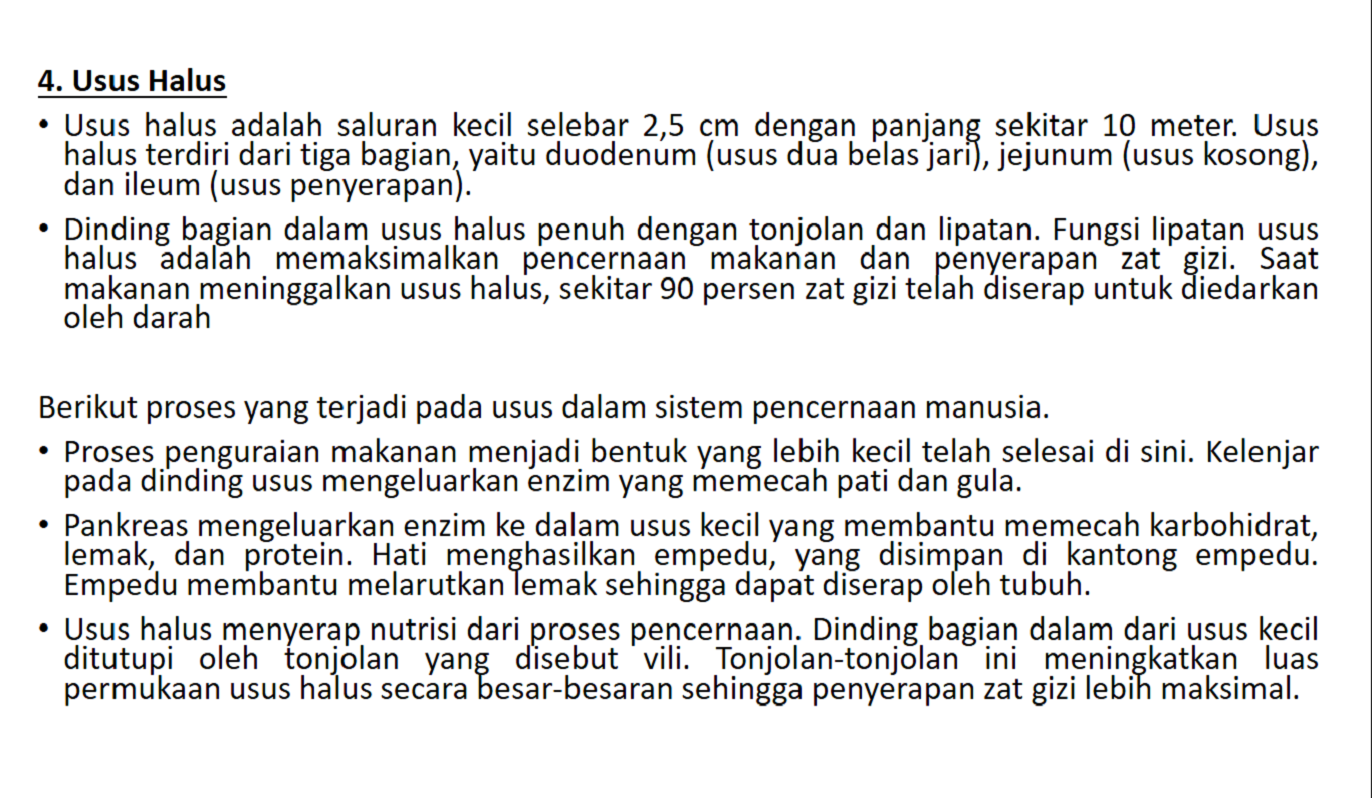 4. Usus Halus
• Usus halus adalah saluran kecil selebar 2,5 cm dengan panjang sekitar 10 meter. Usus
halus terdiri dari tiga bagian, yaitu duodenum (usus dua belas jari), jejunum (usus kosong),
dan ileum (usus penyerapan).
• Dinding bagian dalam usus halus penuh dengan tonjolan dan lipatan. Fungsi lipatan usus
halus adalah memaksimalkan pencernaan makanan dan penyerapan zat gizi. Saat
makanan meninggalkan usus halus, sekitar 90 persen zat gizi telah diserap untuk diedarkan
oleh darah
Berikut proses yang terjadi pada usus dalam sistem pencernaan manusia.
• Proses penguraian makanan menjadi bentuk yang lebih kecil telah selesai di sini. Kelenjar
pada dinding usus mengeluarkan enzim yang memecah pati dan gula.
• Pankreas mengeluarkan enzim ke dalam usus kecil yang membantu memecah karbohidrat,
lemak, dan protein. Hati menghasilkan empedu, yang disimpan di kantong empedu.
Empedu membantu melarutkan lemak sehingga dapat diserap oleh tubuh.
• Usus halus menyerap nutrisi dari proses pencernaan. Dinding bagian dalam dari usus kecil
ditutupi oleh tonjolan yang disebut vili. Tonjolan-tonjolan ini meningkatkan luas
permukaan usus halus secara besar-besaran sehingga penyerapan zat gizi lebih maksimal.